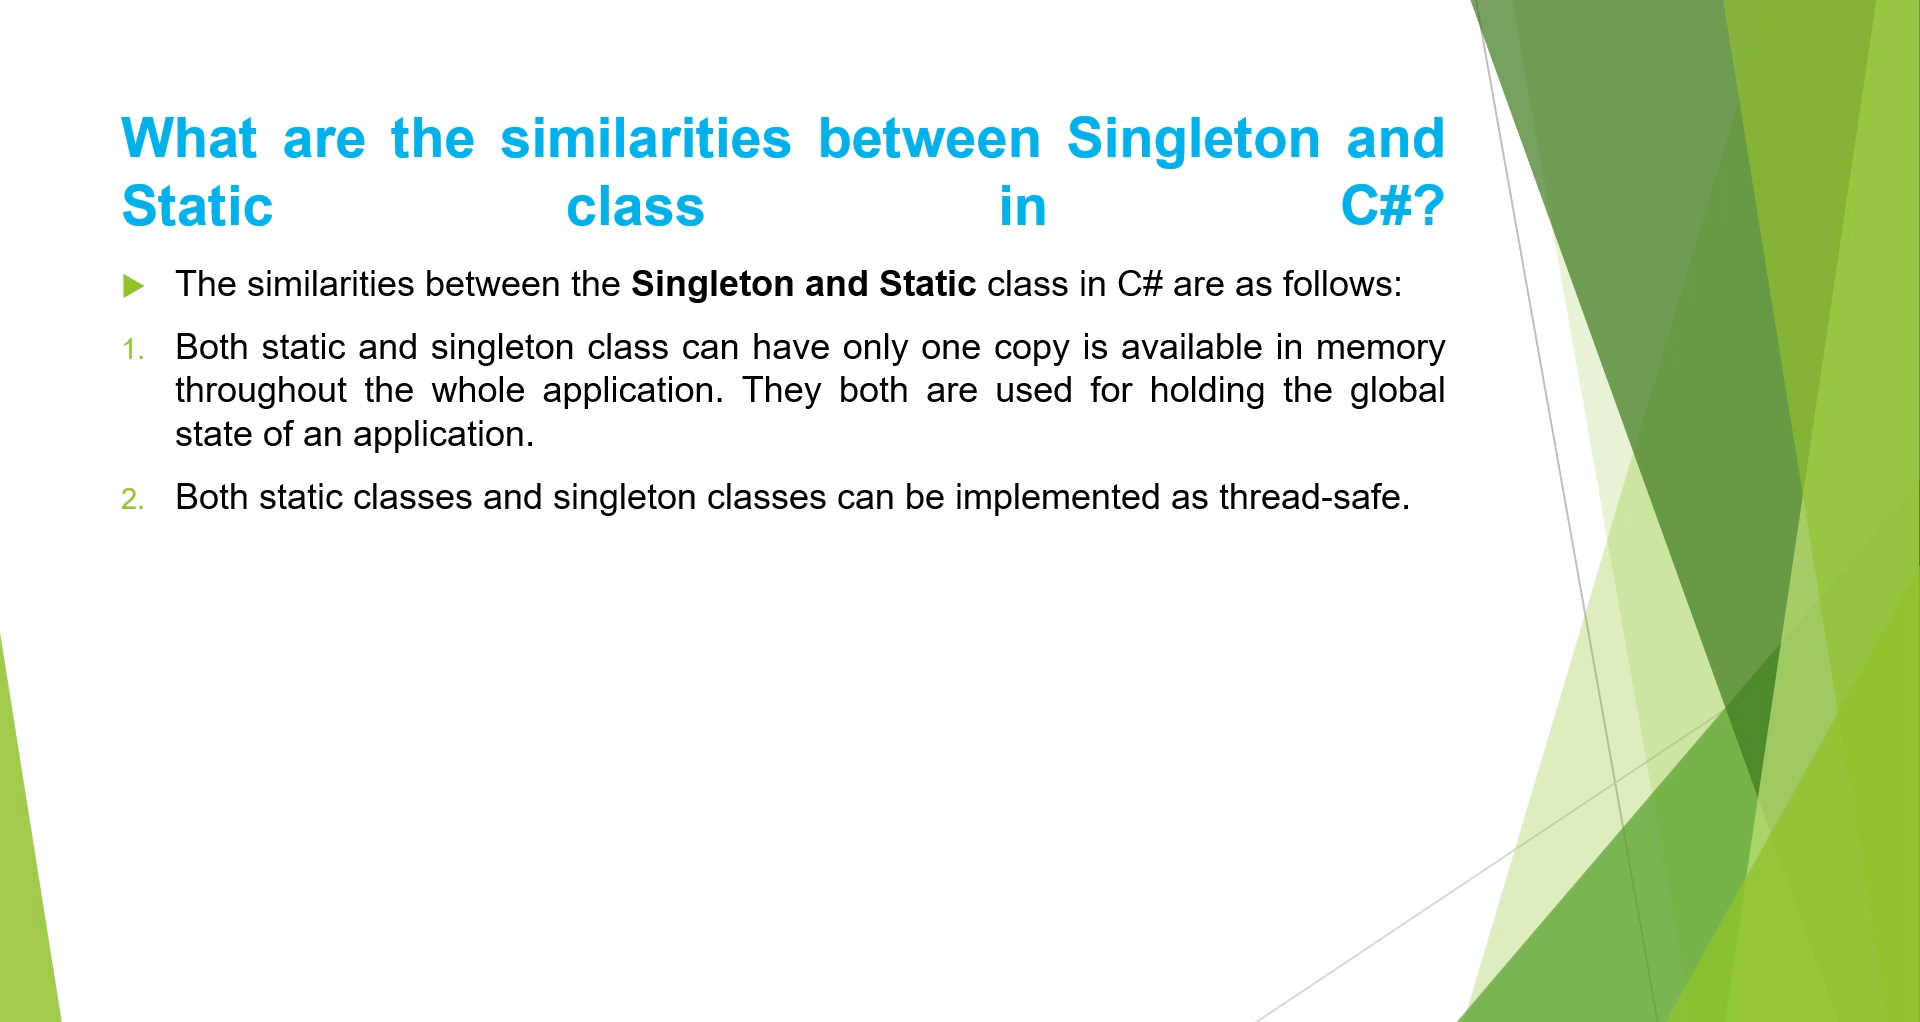 What are the similarities between Singleton and
Static class in C#?
The similarities between the Singleton and Static class in C# are as follows:
1. Both static and singleton class can have only one copy is available in memory
throughout the whole application. They both are used for holding the global
state of an application.
2. Both static classes and singleton classes can be implemented as thread-safe.